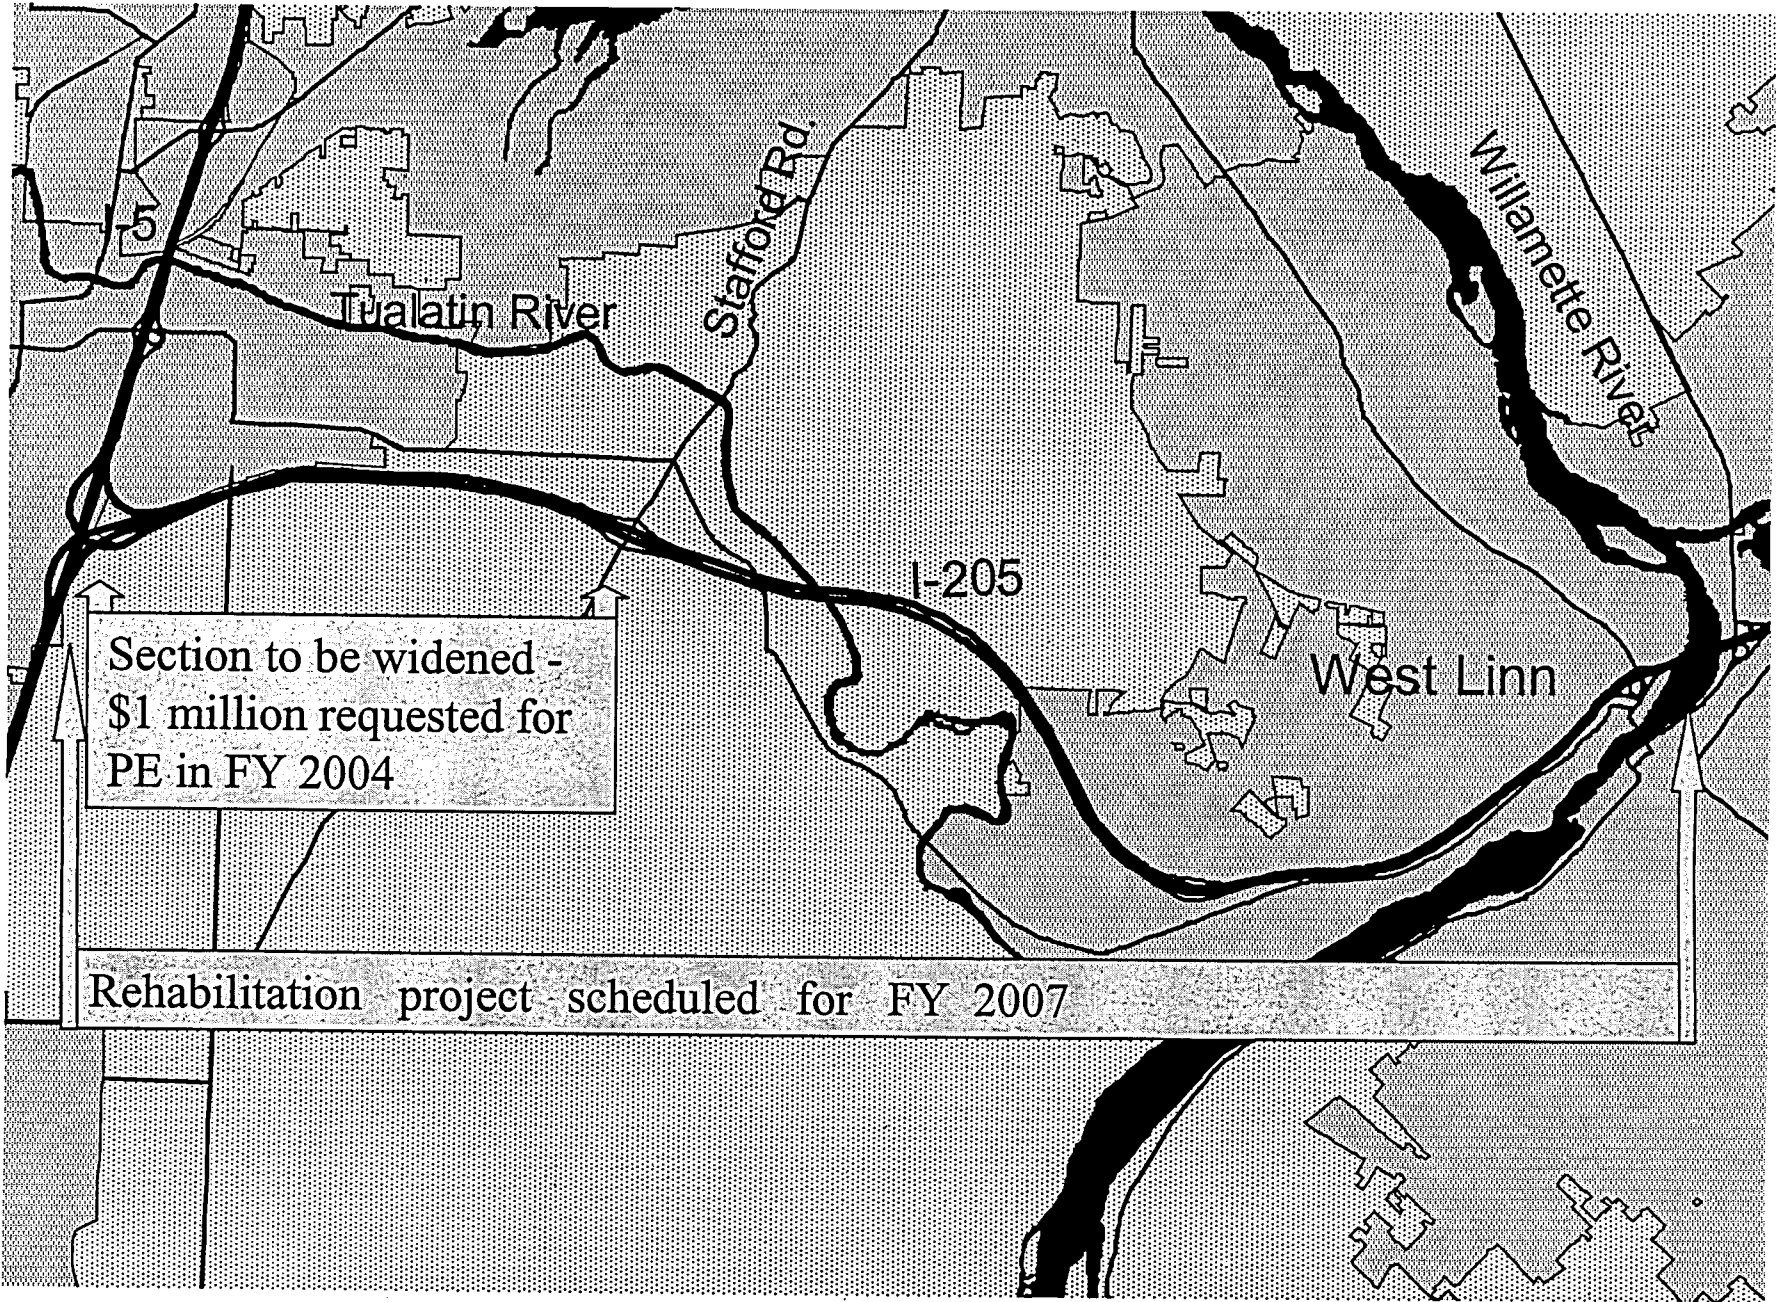 I-5
Stafford Rd.
Willamette River
Tualatin River
I-205
Section to be widened -
$1 million requested for
PE in FY 2004
West Linn
Rehabilitation project scheduled for FY 2007